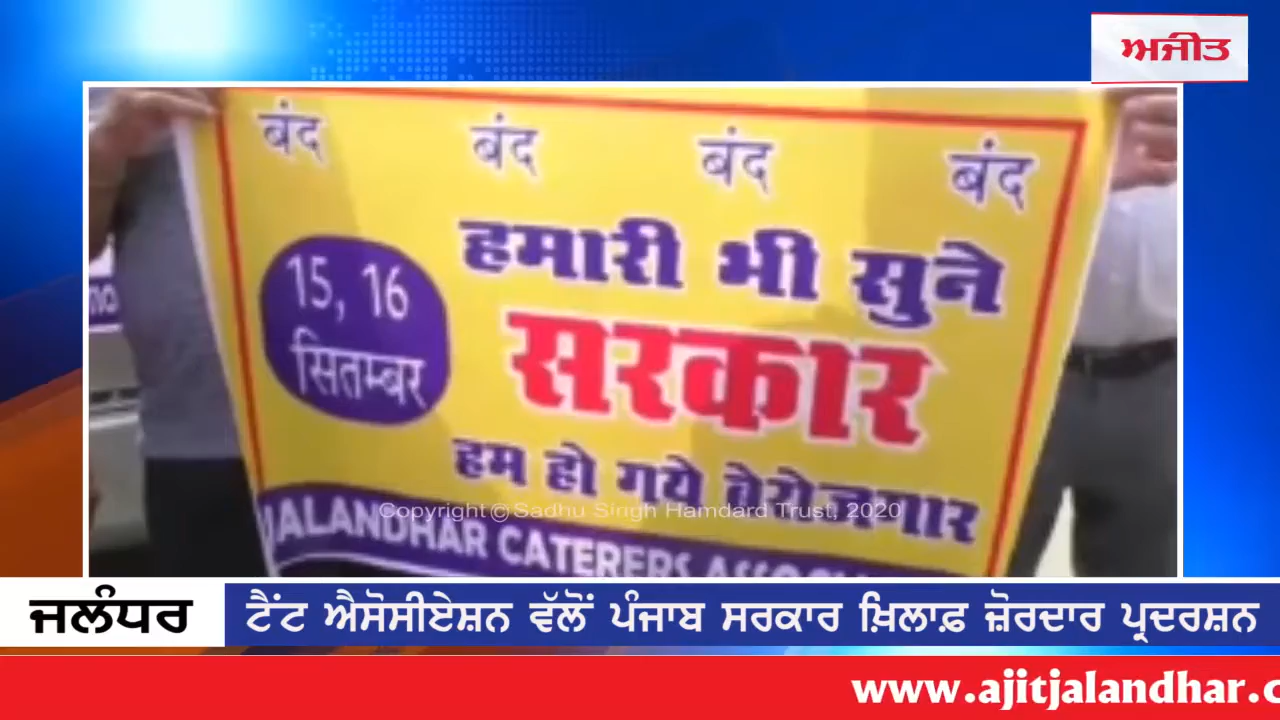 ਅਜੀਤ
बंद बंद बंद बंद
हमारी भी सुने
15, 16
सितम्बर
सरकार
हम हो गये बेरोजगार
JALANDHAR CATERERS
Copyright © Sadhu Singh Hamdard Trust, 2020
ਜਲੰਧਰ
ਟੈਂਟ ਐਸੋਸੀਏਸ਼ਨ ਵੱਲੋਂ ਪੰਜਾਬ ਸਰਕਾਰ ਖ਼ਿਲਾਫ਼ ਜ਼ੋਰਦਾਰ ਪ੍ਰਦਰਸ਼ਨ
www.ajitjalandhar.c